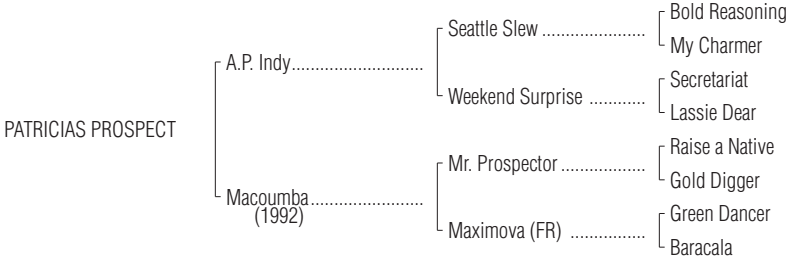 Bold Reasoning
Seattle Slew ......................
My Charmer
A.P. Indy............................
Secretariat
Weekend Surprise ............
Lassie Dear
PATRICIAS PROSPECT
Raise a Native
Mr. Prospector ..................
Gold Digger
Macoumba........................
(1992)
Green Dancer
Maximova (FR) ................
Baracala